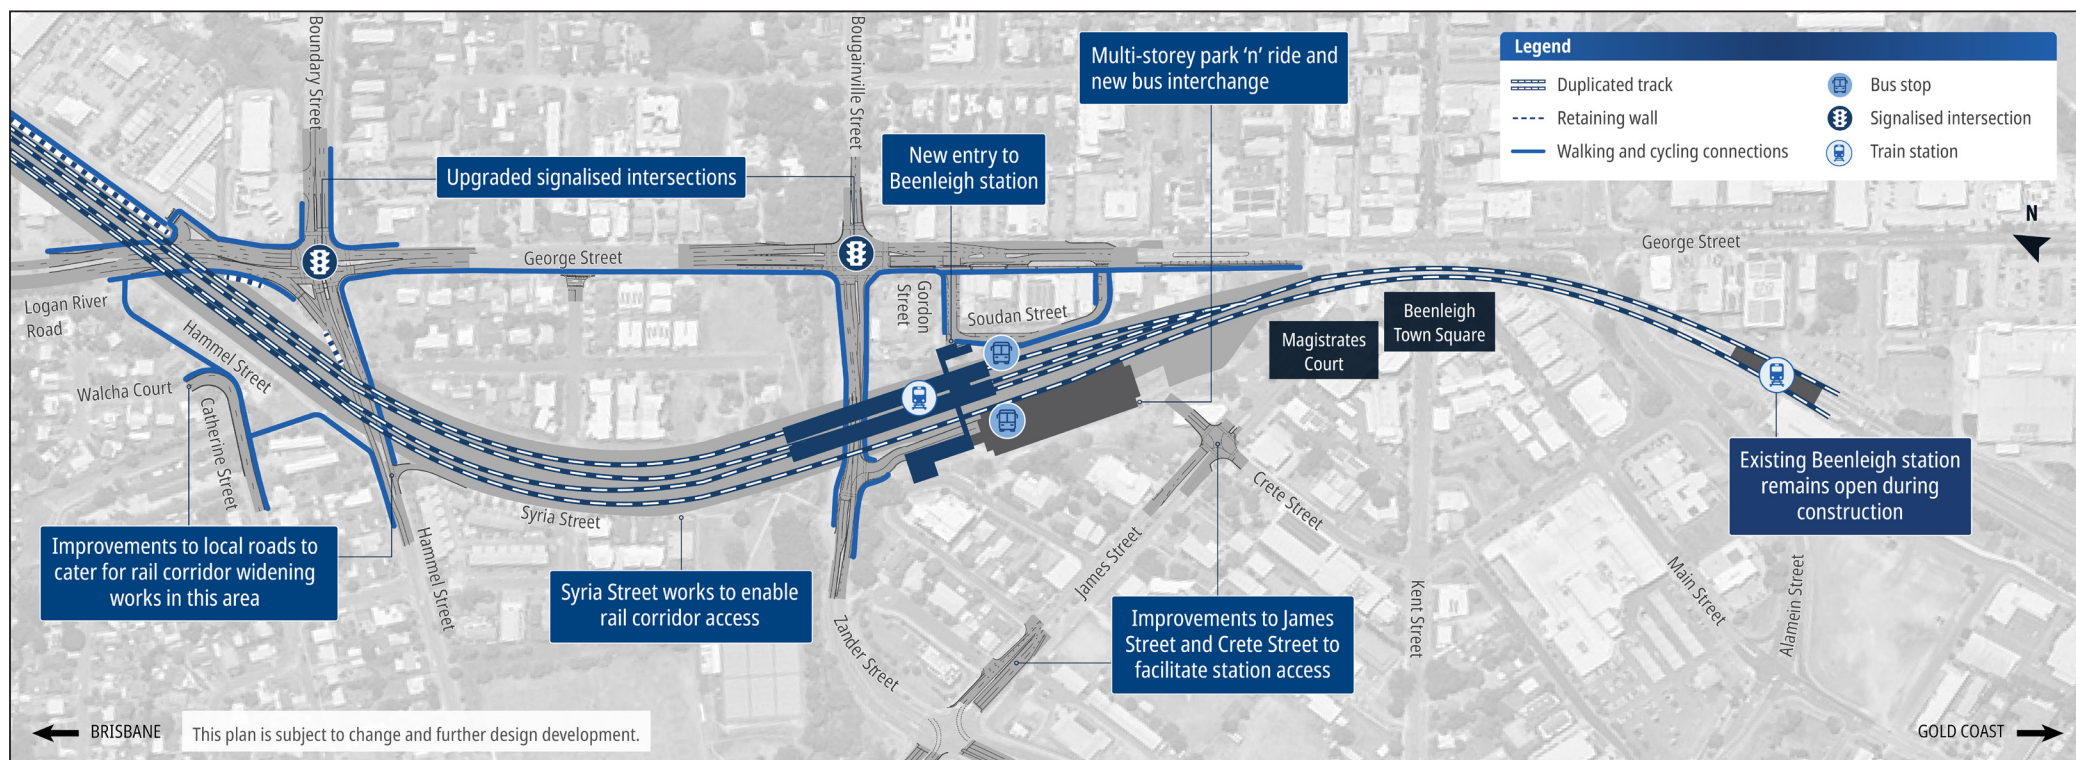 Boundary Street
Bougainville Street
Multi-storey park ‘n’ ride and
new bus interchange
Legend
Duplicated track
Retaining wall
Walking and cycling connections
Bus stop
Signalised intersection
Train station
New entry to
Beenleigh station
Upgraded signalised intersections
N
George Street
George Street
Logan River
Road
Gordon
Street
Soudan Street
Beenleigh
Town Square
Magistrates
Court
Hammel Street
Walcha Court
Catherine Street
Existing Beenleigh station
remains open during
construction
Crete Street
Syria Street
Improvements to local roads to
cater for rail corridor widening
works in this area
Hammel Street
James Street
Syria Street works to enable
rail corridor access
Improvements to James
Street and Crete Street to
facilitate station access
Kent Street
Main Street
Alamein Street
Zander Street
BRISBANE
This plan is subject to change and further design development.
GOLD COAST